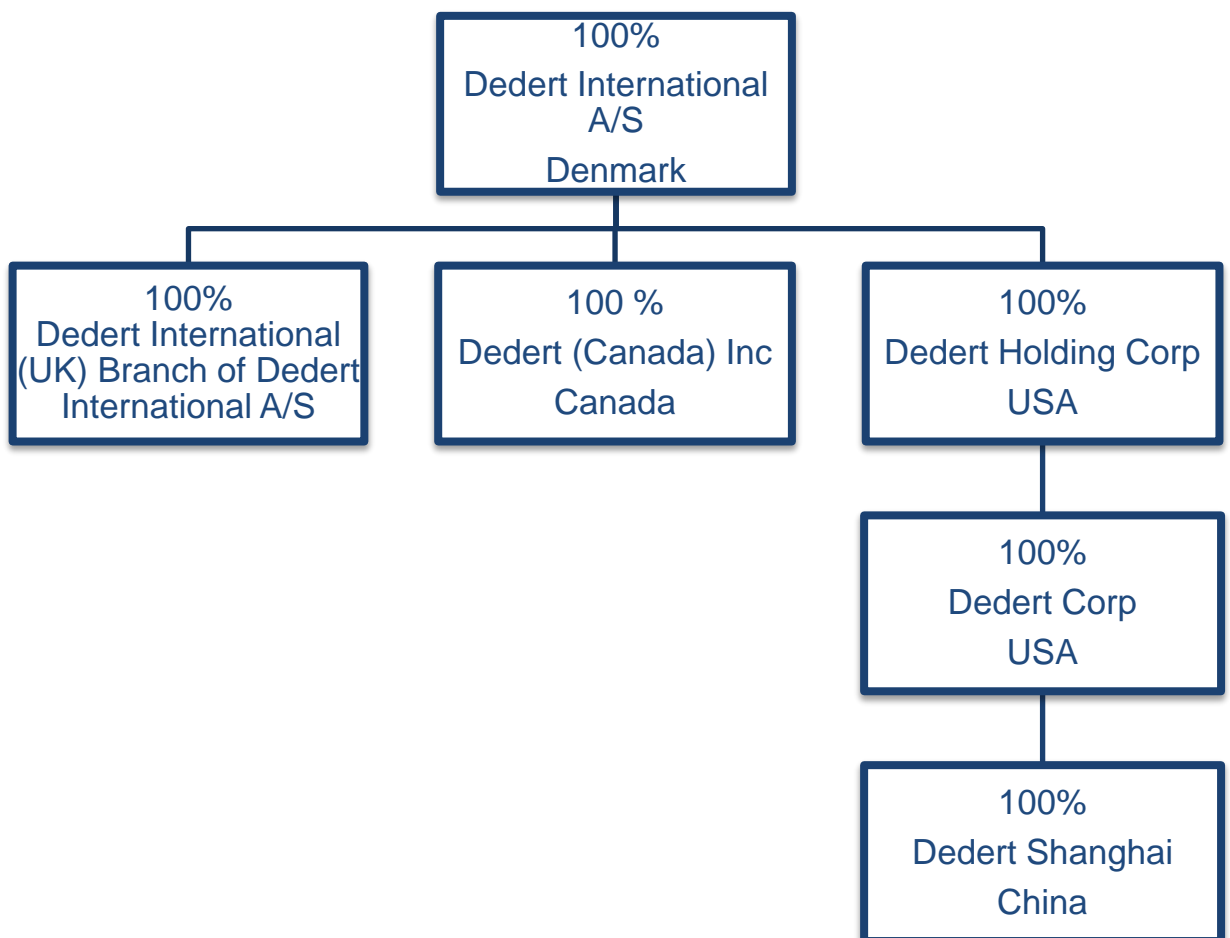 100%
Dedert International
A/S
Denmark
100%
Dedert International
(UK) Branch of Dedert
International A/S
100 %
Dedert (Canada) Inc
Canada
100%
Dedert Holding Corp
USA
100%
Dedert Corp
USA
100%
Dedert Shanghai
China